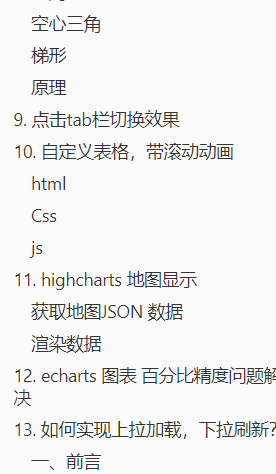 空心三角
梯形
原理
9. 点击tab栏切换效果
10. 自定义表格，带滚动动画
html
Css
js
11. highcharts 地图显示
获取地图JSON 数据
渲染数据
12. echarts 图表 百分比精度问题解
决
13. 如何实现上拉加载，下拉刷新?
一、前言